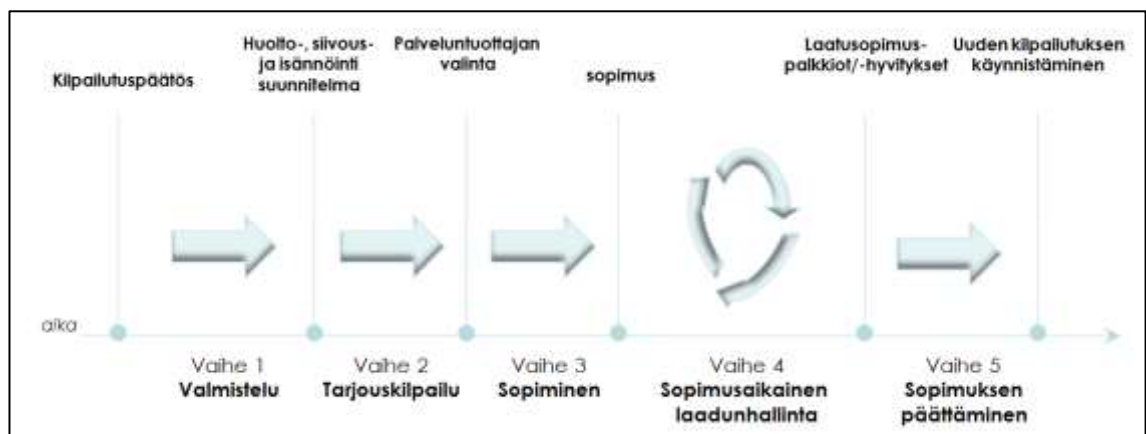 Kilpailutuspäätös
Huolto-, siivous-
ja isännöinti
suunnitelma
Palveluntuottajan
valinta
sopimus
Laatusopimus-
palkkiot/-hyvitykset
Uuden kilpailutuksen
käynnistäminen
aika
Vaihe 1
Valmistelu
Vaihe 2
Tarjouskilpailu
Vaihe 3
Sopiminen
Vaihe 4
Sopimusaikainen
laadunhallinta
Vaihe 5
Sopimuksen
päättäminen